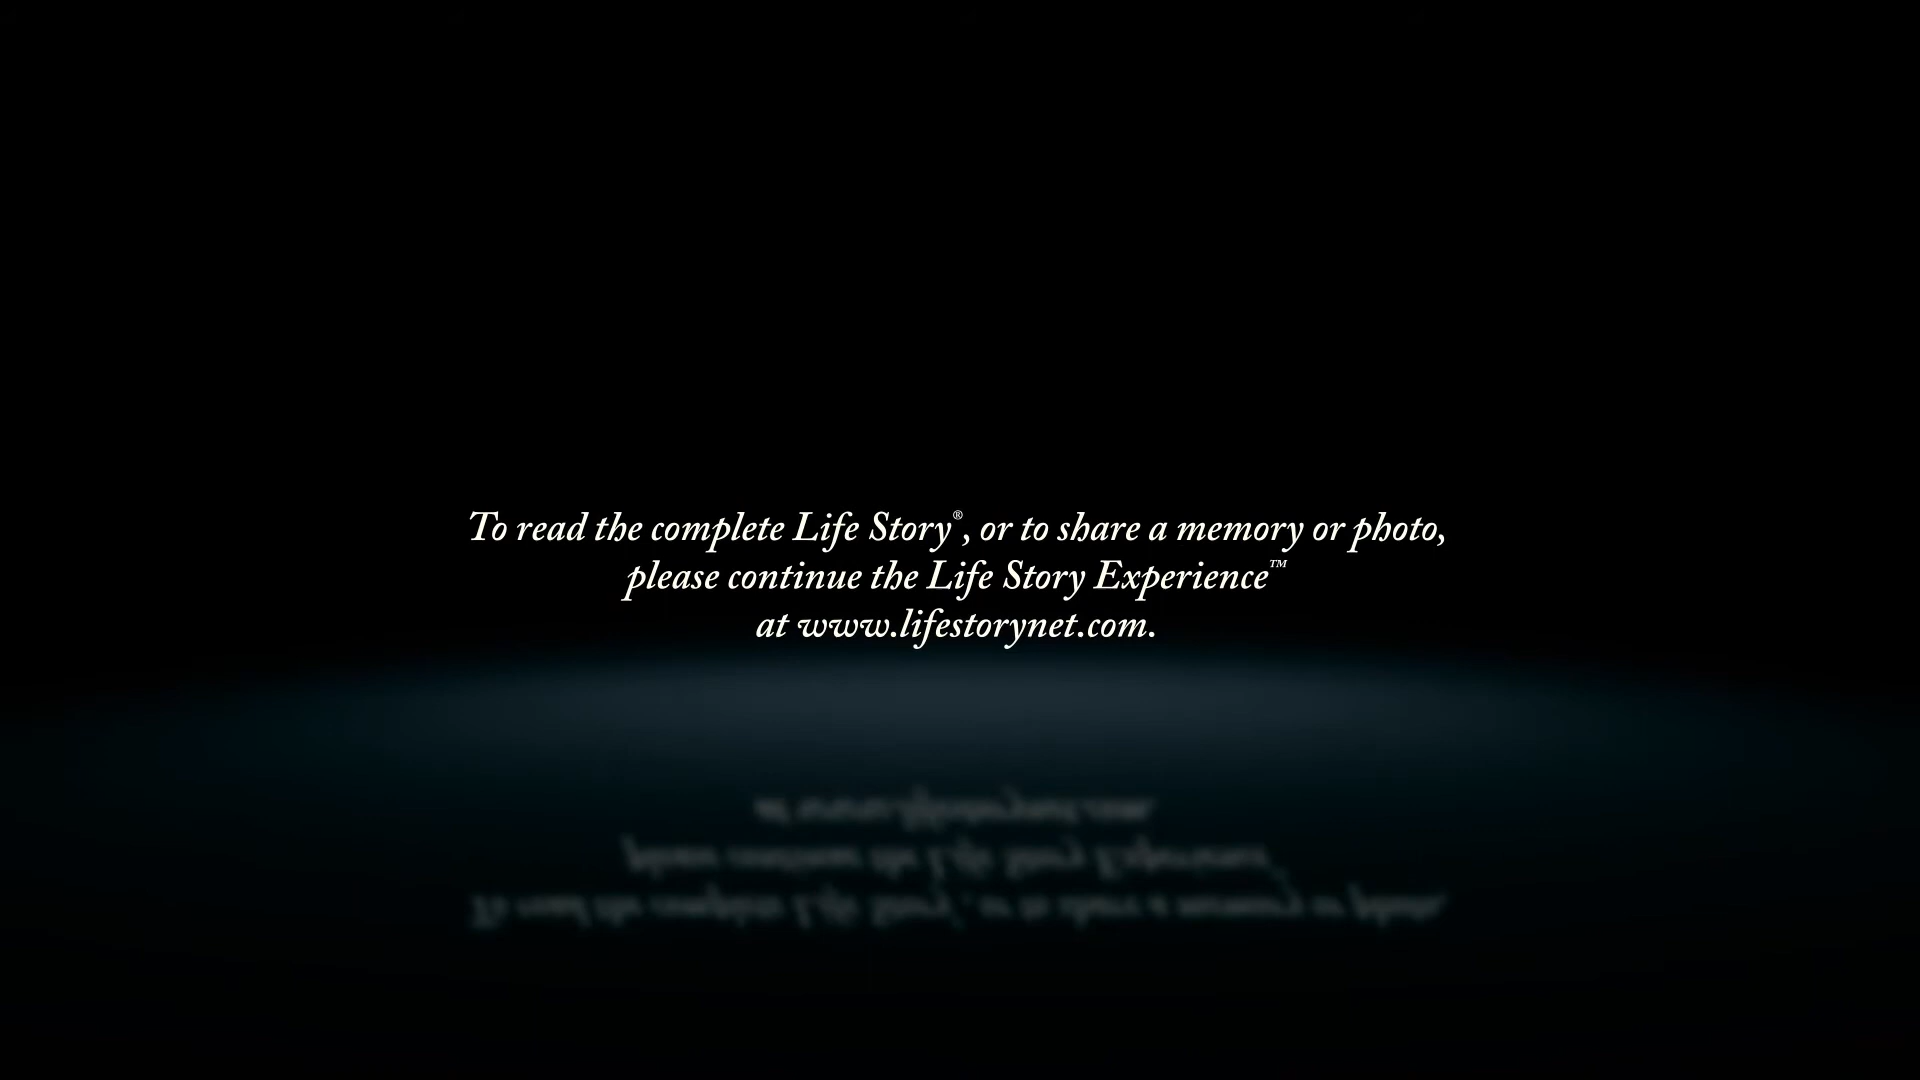 To read the complete Life Story®, or to share a memory or photo,
please continue the Life Story Experience™
at www.lifestorynet.com.